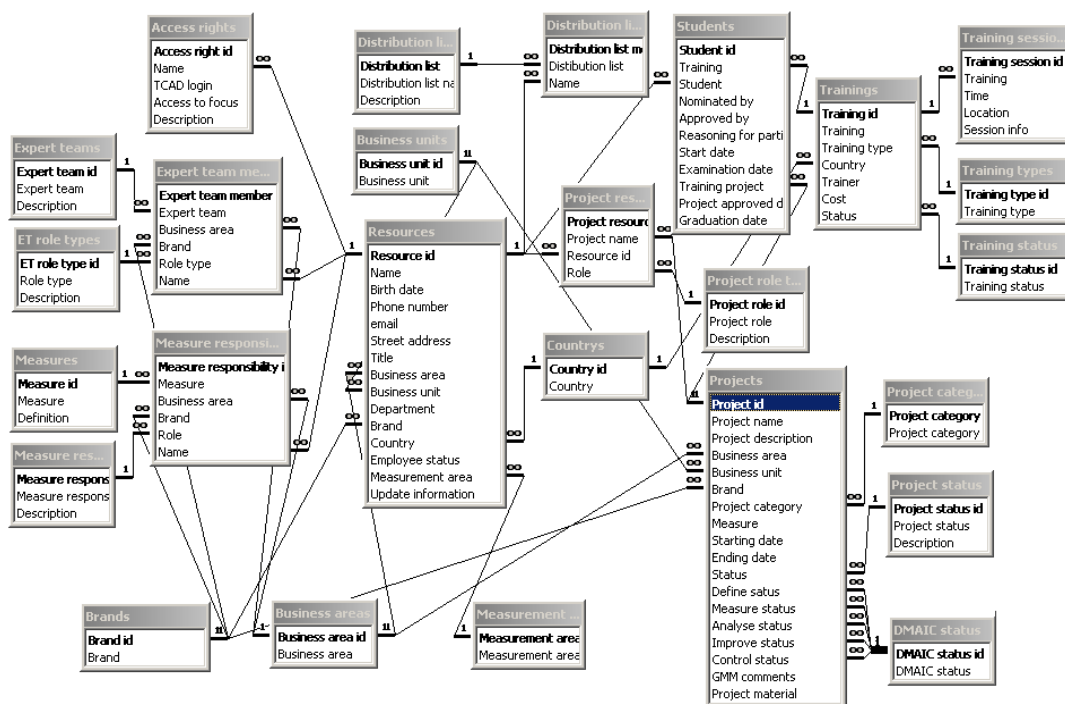 Access rights
Access right id
Name
TCAD login
Access to focus
Description
Distribution li...
Distribution list
Distribution list na
Description
Distribution li...
Distribution list m
Distibution list
Name
Students
Student id
Training
Student
Nominated by
Approved by
Reasoning for parti
Start date
Examination date
Training project
Project approved d
Graduation date
Trainings
Training id
Training
Training type
Country
Trainer
Cost
Status
Training sessio...
Training session id
Training
Time
Location
Session info
Training types
Training type id
Training type
Training status
Training status id
Training status
Expert teams
Expert team id
Expert team
Description
Expert team me...
Expert team member
Expert team
Business area
Brand
Role type
Name
ET role types
ET role type id
Role type
Description
Business units
Business unit id
Business unit
Resources
Resource id
Name
Birth date
Phone number
email
Street address
Title
Business area
Business unit
Department
Brand
Country
Employee status
Measurement area
Update information
Project res...
Project resourc
Project name
Resource id
Role
Project role t...
Project role id
Project role
Description
Countrys
Country id
Country
Measures
Measure id
Measure
Definition
Measure responsi...
Measure responsibility i
Measure
Business area
Brand
Role
Name
Measure res...
Measure respons
Measure respons
Description
Projects
Project id
Project name
Project description
Business area
Business unit
Brand
Project category
Measure
Starting date
Ending date
Status
Define satus
Measure status
Analyse status
Improve status
Control status
GMM comments
Project material
Project categ...
Project category
Project category
Project status
Project status id
Project status
Description
DMAIC status
DMAIC status id
DMAIC status
Brands
Brand id
Brand
Business areas
Business area id
Business area
Measurement ...
Measurement area
Measurement area
1
∞